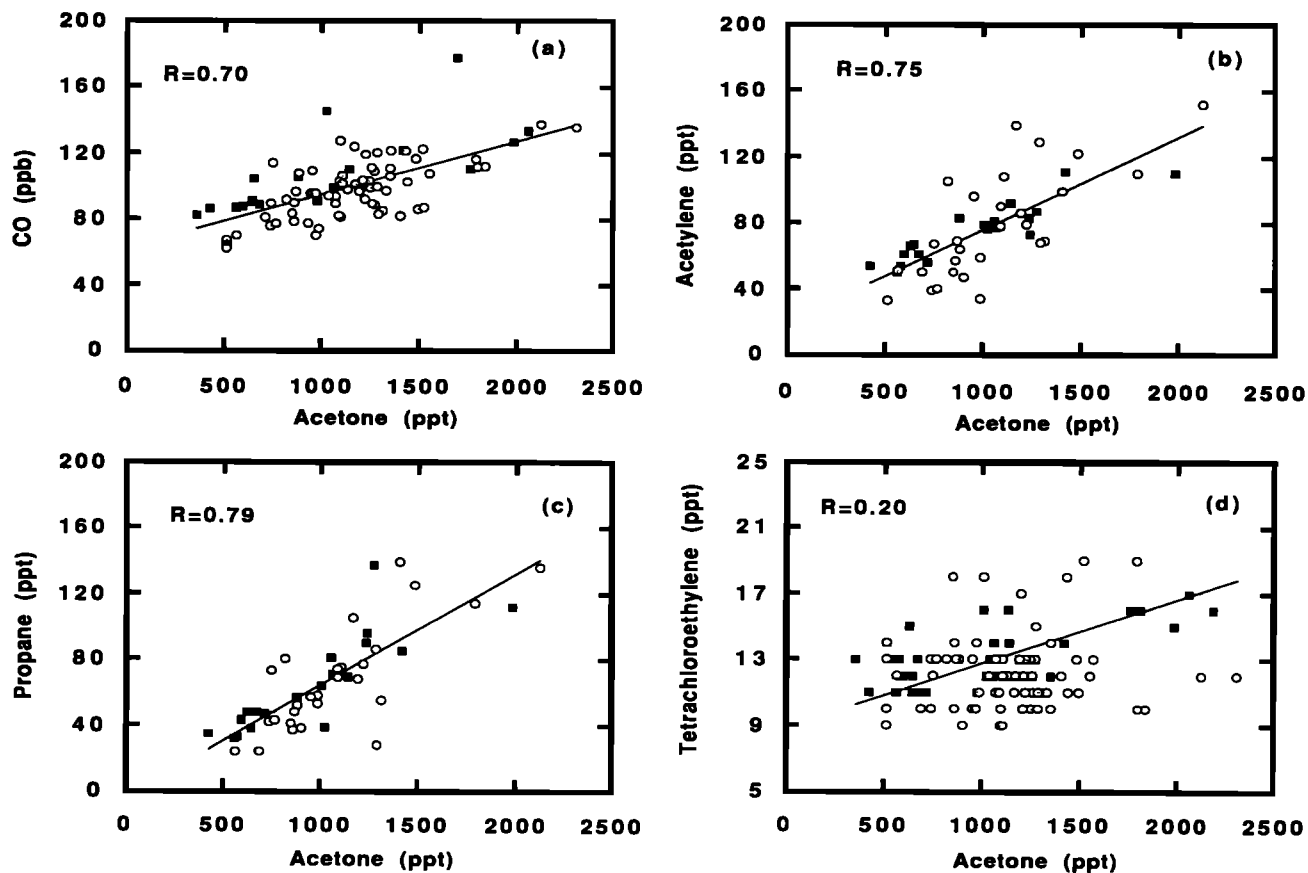 200
160
120
80
40
0
CO (ppb)
R=0.70
(a)
0 500 1000 1500 2000 2500
Acetone (ppt)
200
160
120
80
40
0
Acetylene (ppt)
R=0.75
(b)
0 500 1000 1500 2000 2500
Acetone (ppt)
200
160
120
80
40
0
Propane (ppt)
R=0.79
(c)
0 500 1000 1500 2000 2500
Acetone (ppt)
25
21
17
13
9
5
Tetrachloroethylene (ppt)
R=0.20
(d)
0 500 1000 1500 2000 2500
Acetone (ppt)